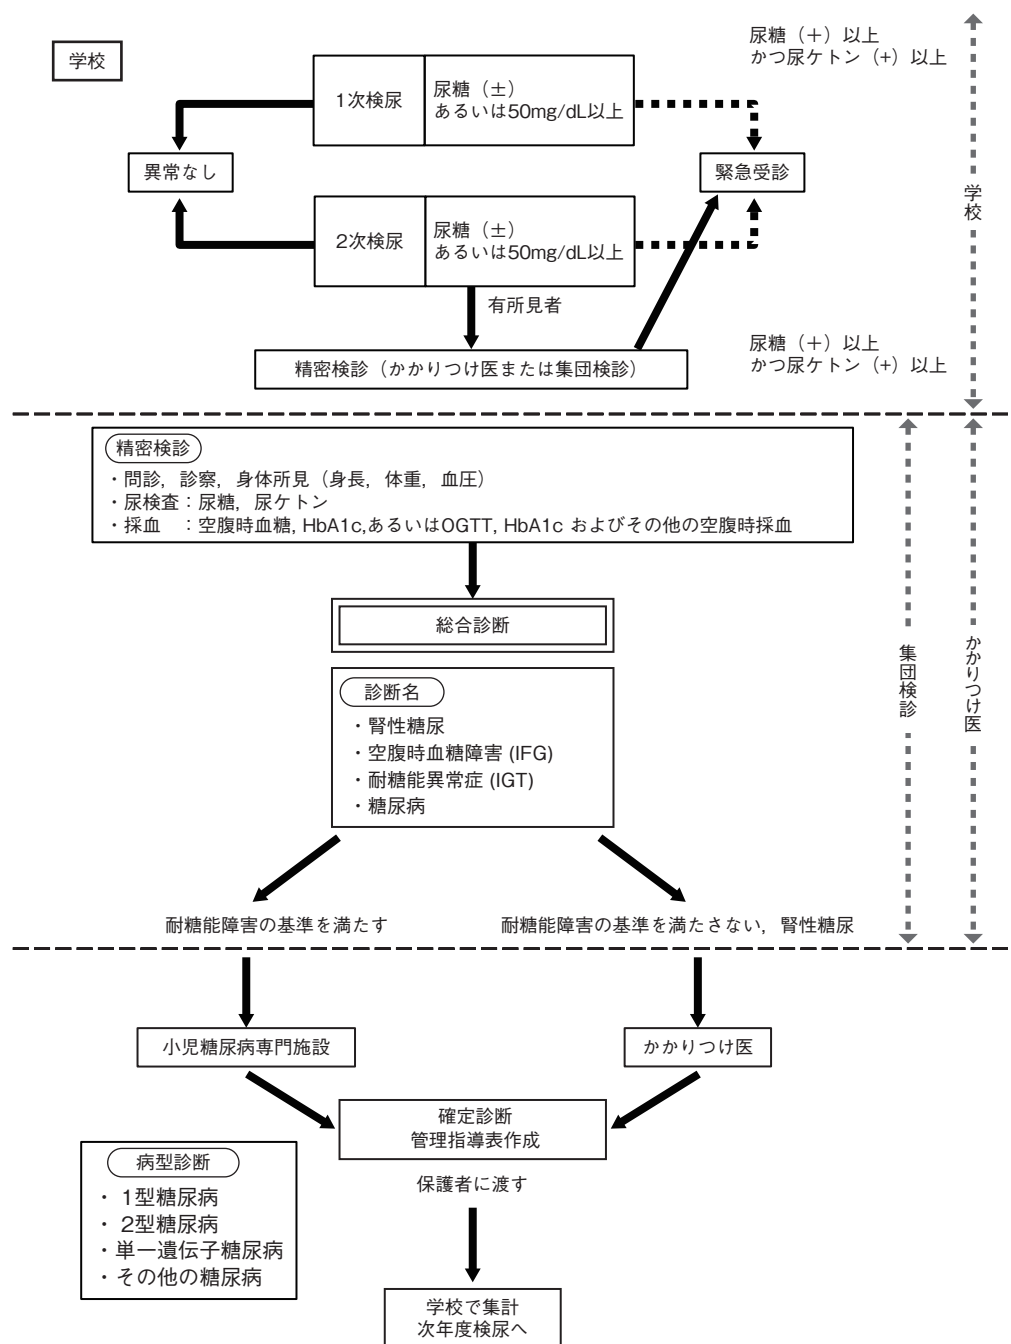 学校
尿糖（＋）以上
かつ尿ケトン（+）以上
1次検尿
尿糖（±）
あるいは50mg/dL以上
異常なし
緊急受診
2次検尿
尿糖（±）
あるいは50mg/dL以上
学校
有所見者
尿糖（＋）以上
かつ尿ケトン（+）以上
精密検診（かかりつけ医または集団検診）
精密検診
・問診，診察，身体所見（身長，体重，血圧）
・尿検査：尿糖，尿ケトン
・採血　：空腹時血糖, HbA1c,あるいはOGTT, HbA1c およびその他の空腹時採血
総合診断
診断名
・腎性糖尿
・空腹時血糖障害 (IFG)
・耐糖能異常症 (IGT)
・糖尿病
集団検診
かかりつけ医
耐糖能障害の基準を満たす
耐糖能障害の基準を満たさない，腎性糖尿
小児糖尿病専門施設
かかりつけ医
確定診断
管理指導表作成
病型診断
・ 1型糖尿病
・ 2型糖尿病
・単一遺伝子糖尿病
・その他の糖尿病
保護者に渡す
学校で集計
次年度検尿へ